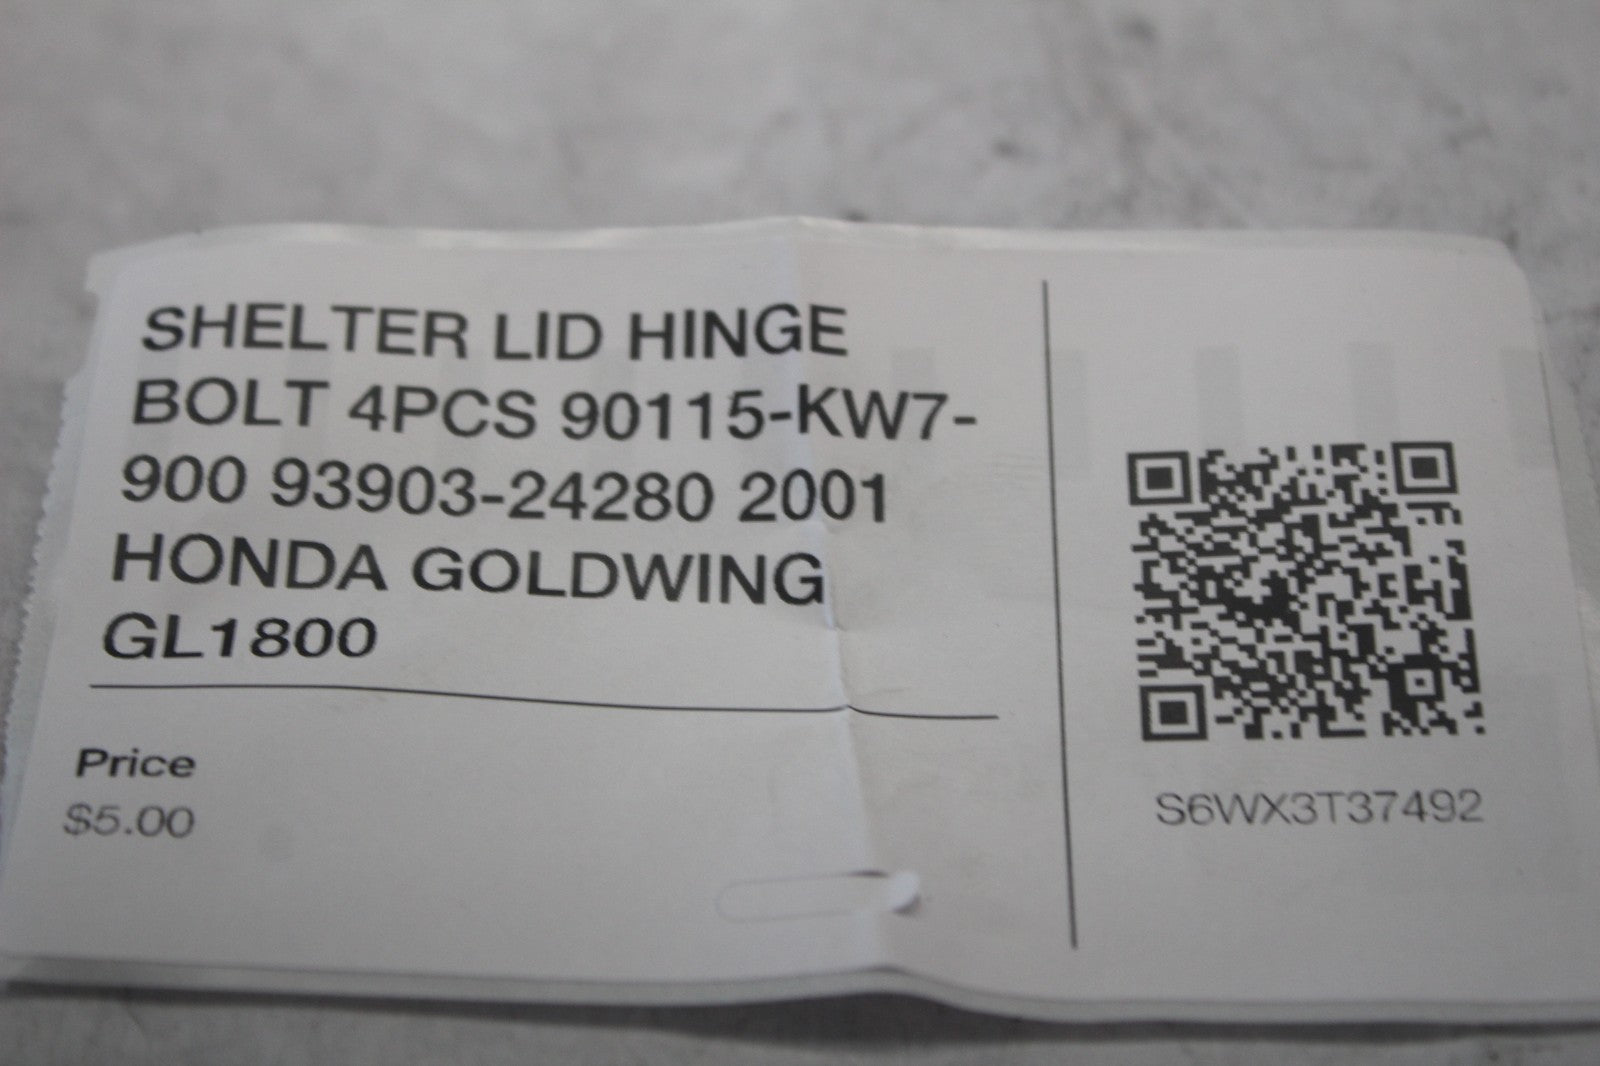 SHELTER LID HINGE
BOLT 4PCS 90115-KW7-
900 93903-24280 2001
HONDA GOLDWING
GL1800
Price
$5.00
S6WX3T37492